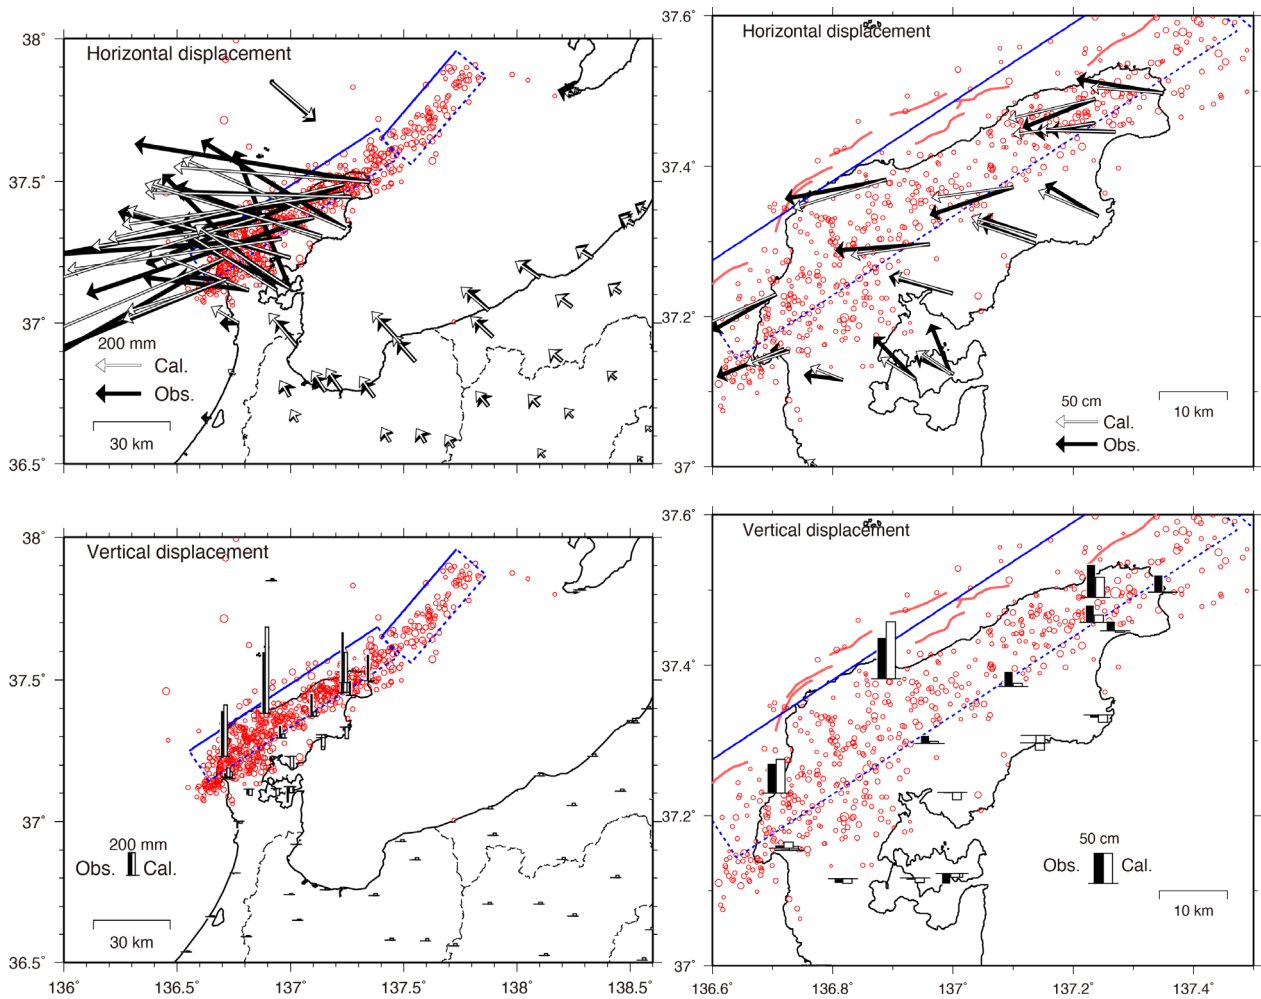 Horizontal displacement
38°
37.5°
37°
36.5°
200 mm
Cal.
Obs.
30 km
Horizontal displacement
37.6°
37.4°
37.2°
37°
50 cm
Cal.
Obs.
10 km
Vertical displacement
38°
37.5°
37°
36.5°
200 mm
Obs. Cal.
30 km
136° 136.5° 137° 137.5° 138° 138.5°
Vertical displacement
37.6°
37.4°
37.2°
37°
50 cm
Obs. Cal.
10 km
136.6° 136.8° 137° 137.2° 137.4°